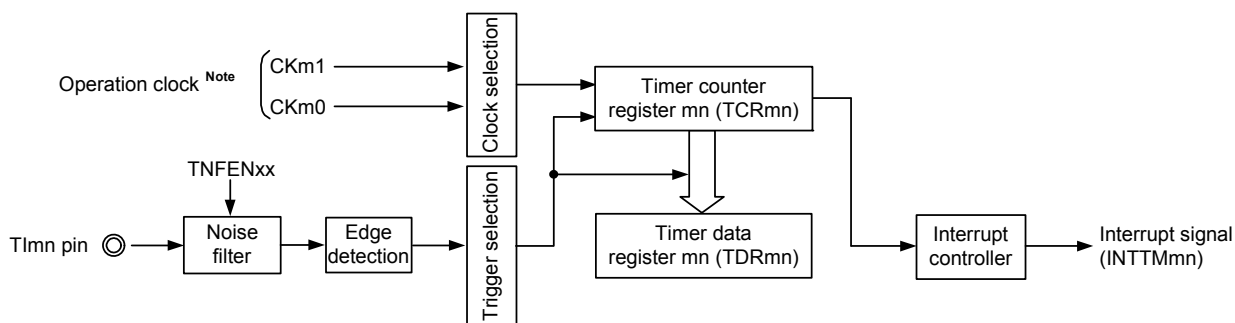 Operation clock Note
CKm1
CKm0
Clock selection
Timer counter
register mn (TCRmn)
TNFENxx
TImn pin
Noise
filter
Edge
detection
Trigger selection
Timer data
register mn (TDRmn)
Interrupt
controller
Interrupt signal
(INTTMmn)